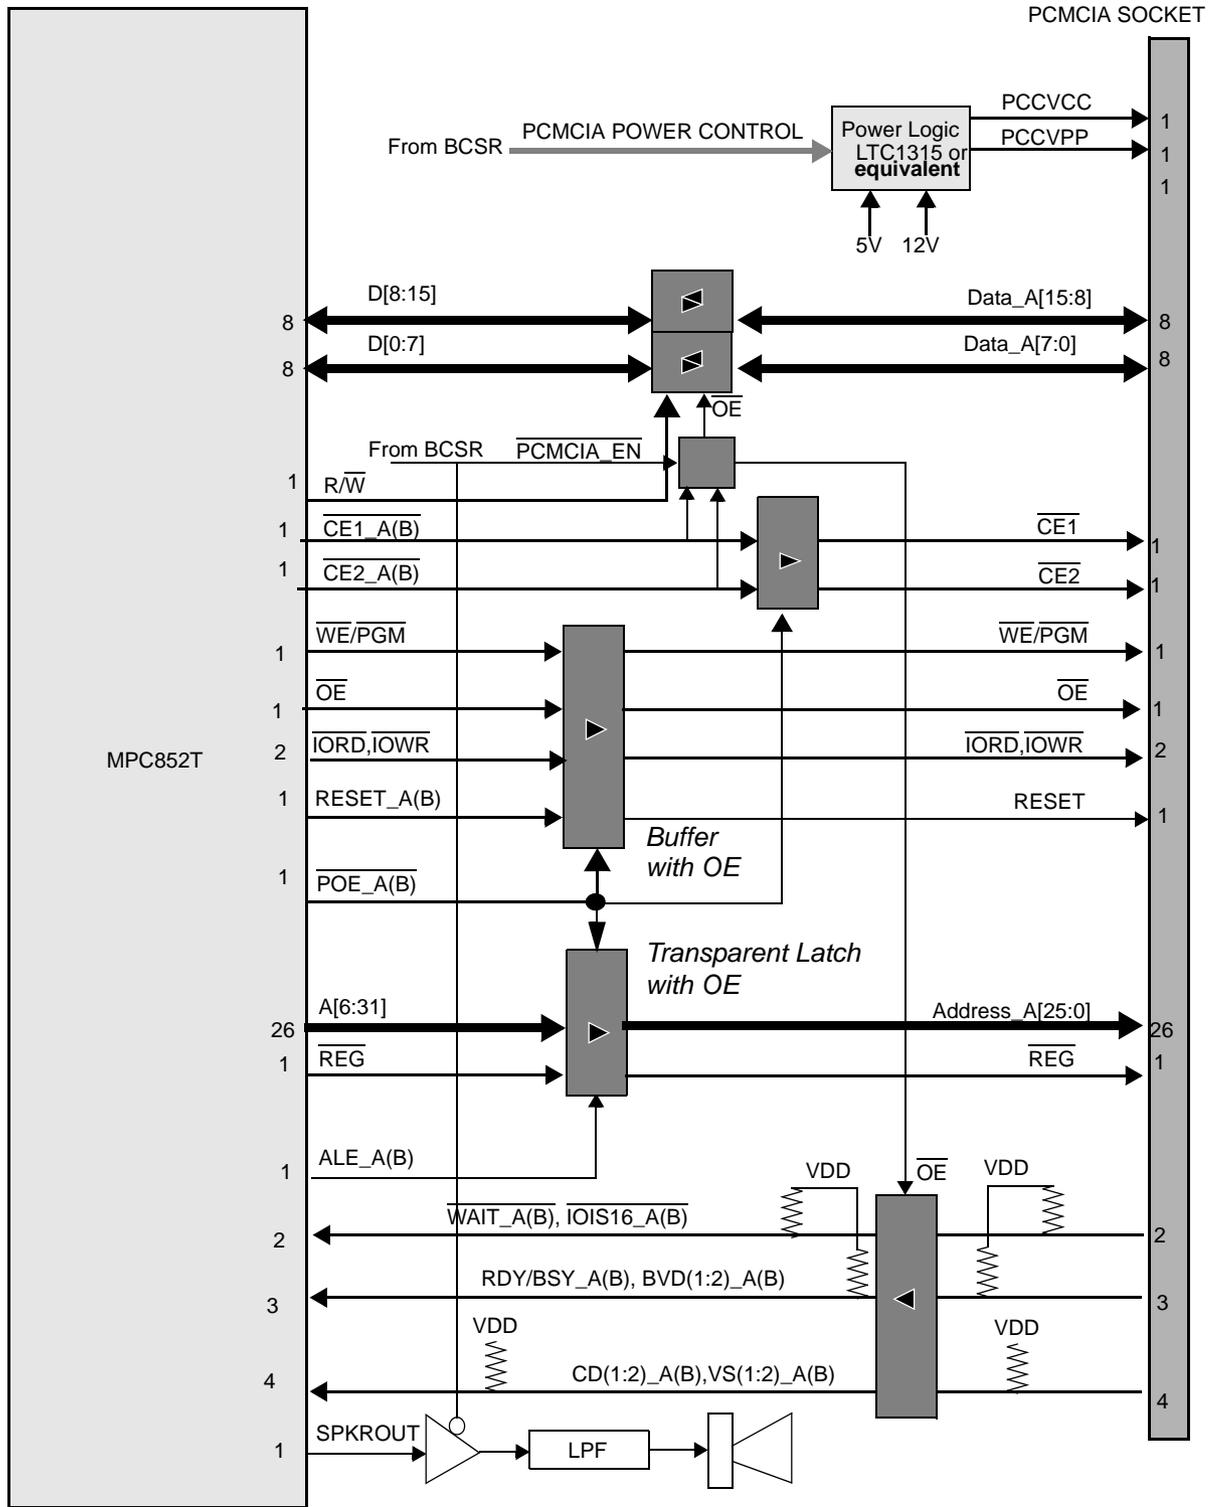 PCMCIA SOCKET
PCCVCC
1
From BCSR PCMCIA POWER CONTROL
Power Logic
LTC1315 or
equivalent
PCCVPP
1
1
5V 12V
D[8:15] Data_A[15:8]
8 8
D[0:7] Data_A[7:0]
8 8
OE
From BCSR PCMCIA_EN
1 R/W
1 CE1_A(B) CE1 1
1 CE2_A(B) CE2 1
1 WE/PGM WE/PGM 1
1 OE OE 1
MPC852T
2 IORD,IOWR IORD,IOWR 2
1 RESET_A(B) RESET 1
Buffer
with OE
1 POE_A(B)
Transparent Latch
with OE
A[6:31] Address_A[25:0]
26 26
1 REG REG 1
1 ALE_A(B)
VDD OE VDD
2 WAIT_A(B), IOIS16_A(B) 2
3 RDY/BSY_A(B), BVD(1:2)_A(B) 3
VDD VDD
4 CD(1:2)_A(B),VS(1:2)_A(B) 4
1 SPKROUT LPF